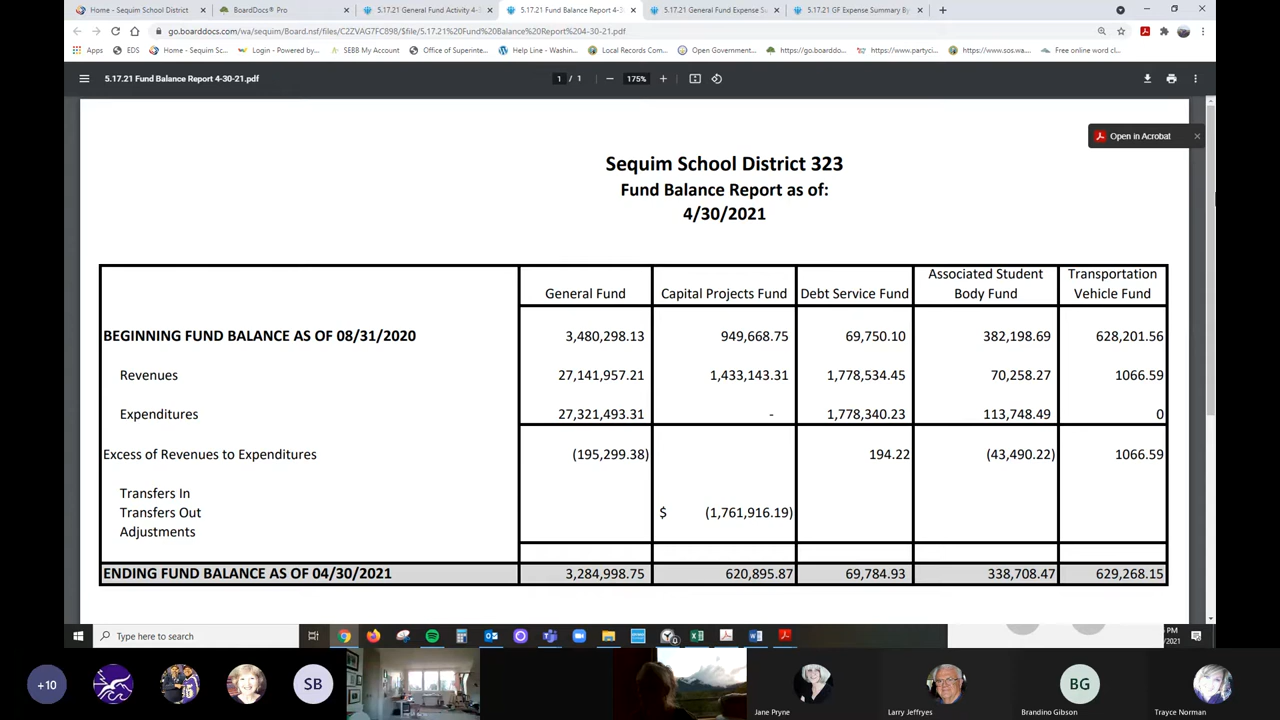 Home - Sequim School District
BoardDocs® Pro
5.17.21 General Fund Activity 4-
5.17.21 Fund Balance Report 4-3
5.17.21 General Fund Expense Su
5.17.21 GF Expense Summary By
go.boarddocs.com/wa/sequim/Board.nsf/files/C2ZVAG7FC898/$file/5.17.21%20Fund%20Balance%20Report%204-30-21.pdf
Apps
EDS
Home - Sequim Sc...
Login - Powered by...
SEBB My Account
Office of Superinte...
Help Line - Washin...
Local Records Com...
Open Government...
https://go.boarddo...
https://www.partyci...
https://www.sos.wa...
Free online word cl...
5.17.21 Fund Balance Report 4-30-21.pdf
1 / 1
175%
Open in Acrobat
Sequim School District 323
Fund Balance Report as of:
4/30/2021
General Fund Capital Projects Fund Debt Service Fund Associated Student Body Fund Transportation Vehicle Fund
BEGINNING FUND BALANCE AS OF 08/31/2020 3,480,298.13 949,668.75 69,750.10 382,198.69 628,201.56
Revenues 27,141,957.21 1,433,143.31 1,778,534.45 70,258.27 1066.59
Expenditures 27,321,493.31 - 1,778,340.23 113,748.49 0
Excess of Revenues to Expenditures (195,299.38) 194.22 (43,490.22) 1066.59
Transfers In
Transfers Out $ (1,761,916.19)
Adjustments
ENDING FUND BALANCE AS OF 04/30/2021 3,284,998.75 620,895.87 69,784.93 338,708.47 629,268.15
Type here to search
PM
/2021
+10
SB
BG
Jane Pryne
Larry Jeffryes
Brandino Gibson
Trayce Norman